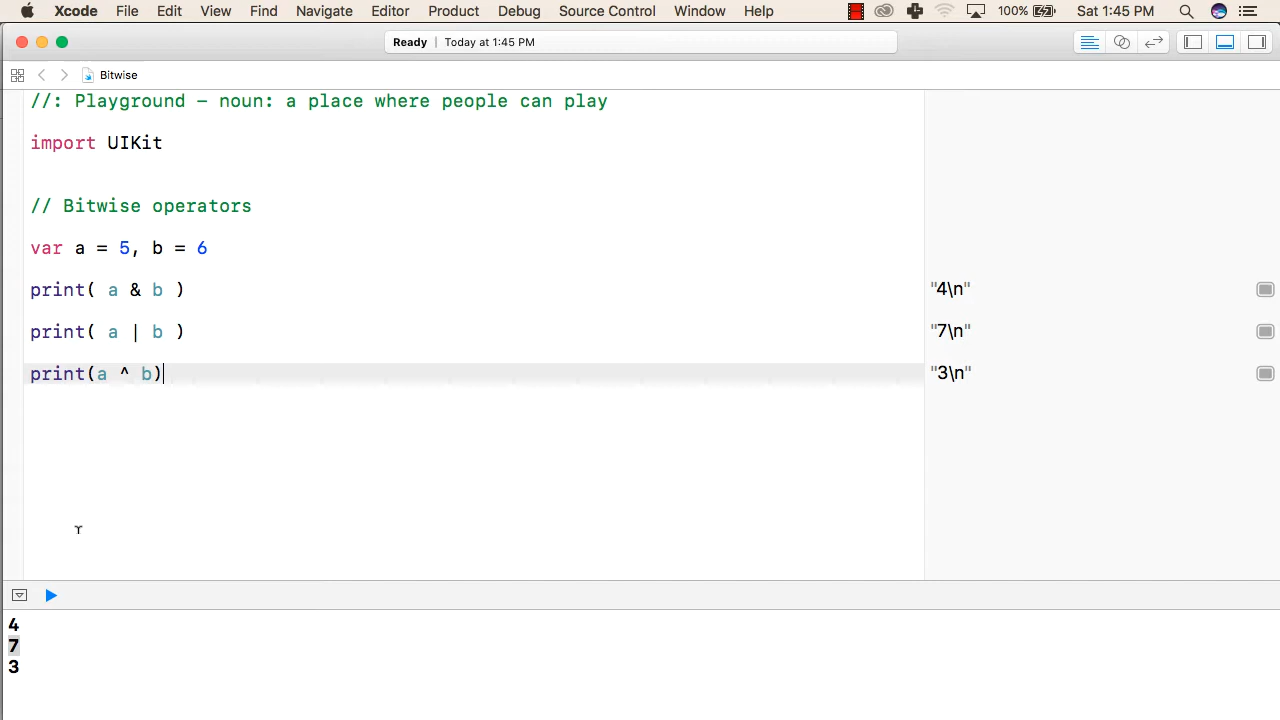 Xcode File Edit View Find Navigate Editor Product Debug Source Control Window Help 100% Sat 1:45 PM
Ready | Today at 1:45 PM
Bitwise
//: Playground – noun: a place where people can play
import UIKit
// Bitwise operators
var a = 5, b = 6
print( a & b ) "4\n"
print( a | b ) "7\n"
print(a ^ b) "3\n"
4
7
3